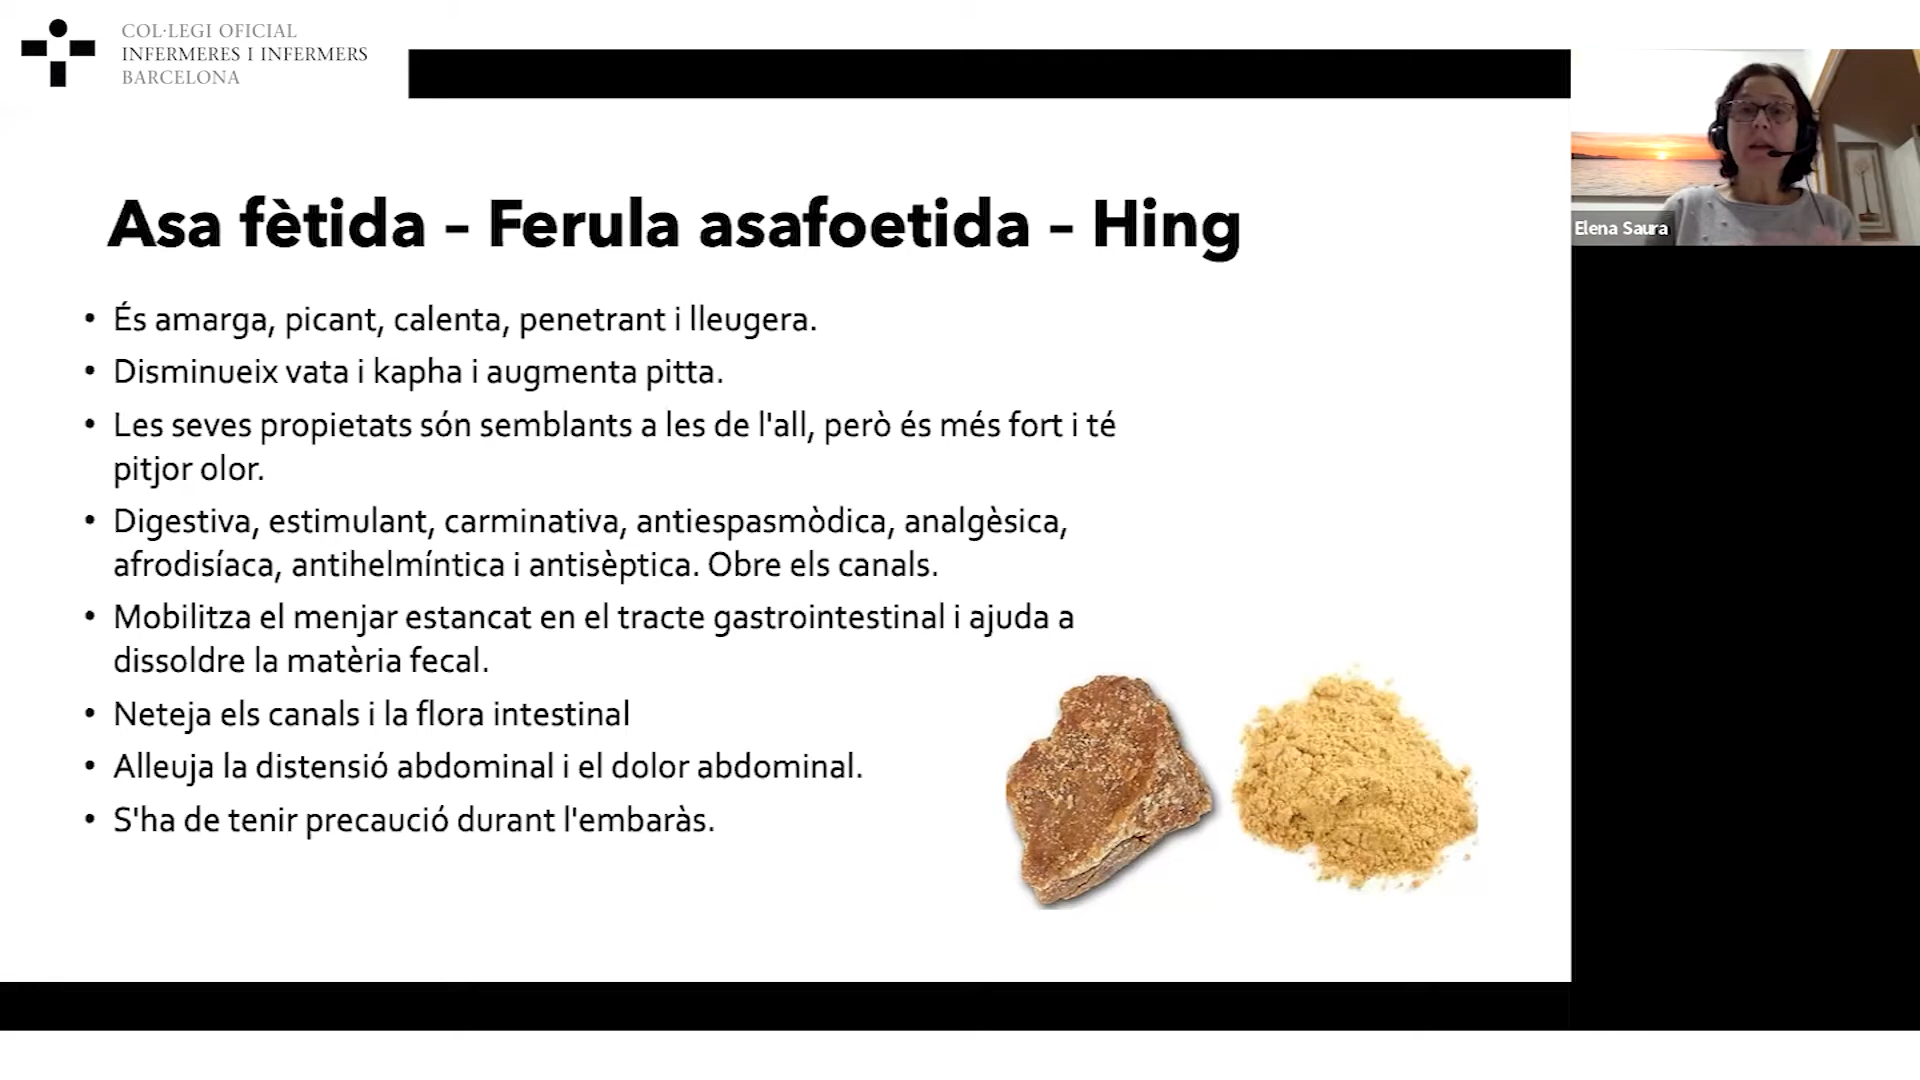 COL·LEGI OFICIAL
INFERMERES I INFERMERS
BARCELONA
Elena Saura
Asa fètida – Ferula asafoetida – Hing
• És amarga, picant, calenta, penetrant i lleugera.
• Disminueix vata i kapha i augmenta pitta.
• Les seves propietats són semblants a les de l'all, però és més fort i té
pitjor olor.
• Digestiva, estimulant, carminativa, antiespasmòdica, analgèsica,
afrodisíaca, antihelmíntica i antisèptica. Obre els canals.
• Mobilitza el menjar estancat en el tracte gastrointestinal i ajuda a
dissoldre la matèria fecal.
• Neteja els canals i la flora intestinal
• Alleuja la distensió abdominal i el dolor abdominal.
• S'ha de tenir precaució durant l'embaràs.